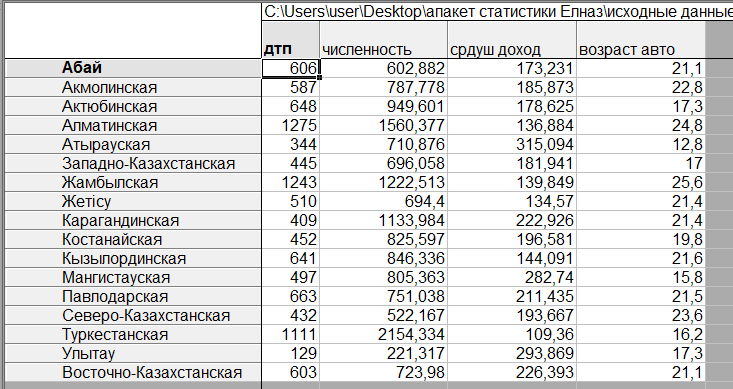 C:\Users\user\Desktop\апакет статистики Елназ\исходные данные
дтп численность срдуш доход возраст авто
Абай 606 602,882 173,231 21,1
Акмолинская 587 787,778 185,873 22,8
Актюбинская 648 949,601 178,625 17,3
Алматинская 1275 1560,377 136,884 24,8
Атырауская 344 710,876 315,094 12,8
Западно-Казахстанская 445 696,058 181,941 17
Жамбылская 1243 1222,513 139,849 25,6
Жетісу 510 694,4 134,57 21,4
Карагандинская 409 1133,984 222,926 21,4
Костанайская 452 825,597 196,581 19,8
Кызылординская 641 846,336 144,091 21,6
Мангистауская 497 805,363 282,74 15,8
Павлодарская 663 751,038 211,435 21,5
Северо-Казахстанская 432 522,167 193,667 23,6
Туркестанская 1111 2154,334 109,36 16,2
Улытау 129 221,317 293,869 17,3
Восточно-Казахстанская 603 723,98 226,393 21,1